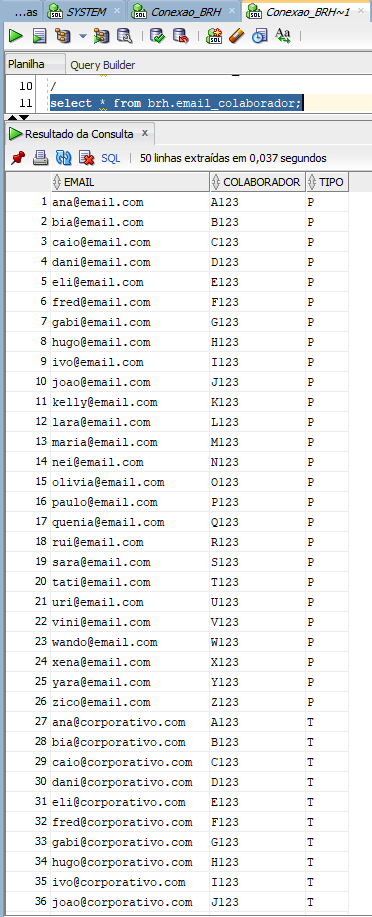 ...as SYSTEM x Conexao_BRH x Conexao_BRH~1 x
Planilha Query Builder
10 /
11 select * from brh.email_colaborador;
Resultado da Consulta x
SQL | 50 linhas extraídas em 0,037 segundos
EMAIL COLABORADOR TIPO
1 ana@email.com A123 P
2 bia@email.com B123 P
3 caio@email.com C123 P
4 dani@email.com D123 P
5 eli@email.com E123 P
6 fred@email.com F123 P
7 gabi@email.com G123 P
8 hugo@email.com H123 P
9 ivo@email.com I123 P
10 joao@email.com J123 P
11 kelly@email.com K123 P
12 lara@email.com L123 P
13 maria@email.com M123 P
14 nei@email.com N123 P
15 olivia@email.com O123 P
16 paulo@email.com P123 P
17 quenia@email.com Q123 P
18 rui@email.com R123 P
19 sara@email.com S123 P
20 tati@email.com T123 P
21 uri@email.com U123 P
22 vini@email.com V123 P
23 wando@email.com W123 P
24 xena@email.com X123 P
25 yara@email.com Y123 P
26 zico@email.com Z123 P
27 ana@corporativo.com A123 T
28 bia@corporativo.com B123 T
29 caio@corporativo.com C123 T
30 dani@corporativo.com D123 T
31 eli@corporativo.com E123 T
32 fred@corporativo.com F123 T
33 gabi@corporativo.com G123 T
34 hugo@corporativo.com H123 T
35 ivo@corporativo.com I123 T
36 joao@corporativo.com J123 T